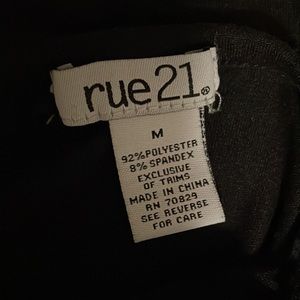 rue21®
M
92%POLYESTER
8% SPANDEX
EXCLUSIVE
OF TRIMS
MADE IN CHINA
RN 70829
SEE REVERSE
FOR CARE